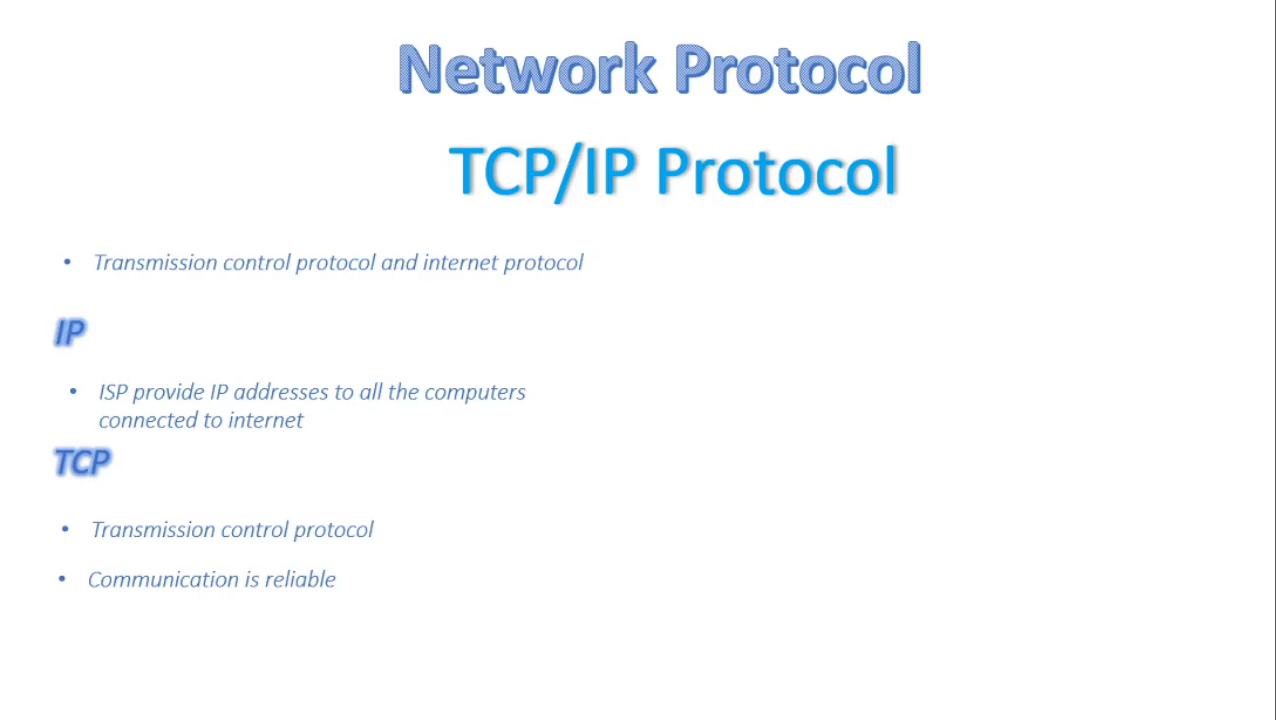 Network Protocol
TCP/IP Protocol
• Transmission control protocol and internet protocol
IP
• ISP provide IP addresses to all the computers
connected to internet
TCP
• Transmission control protocol
• Communication is reliable